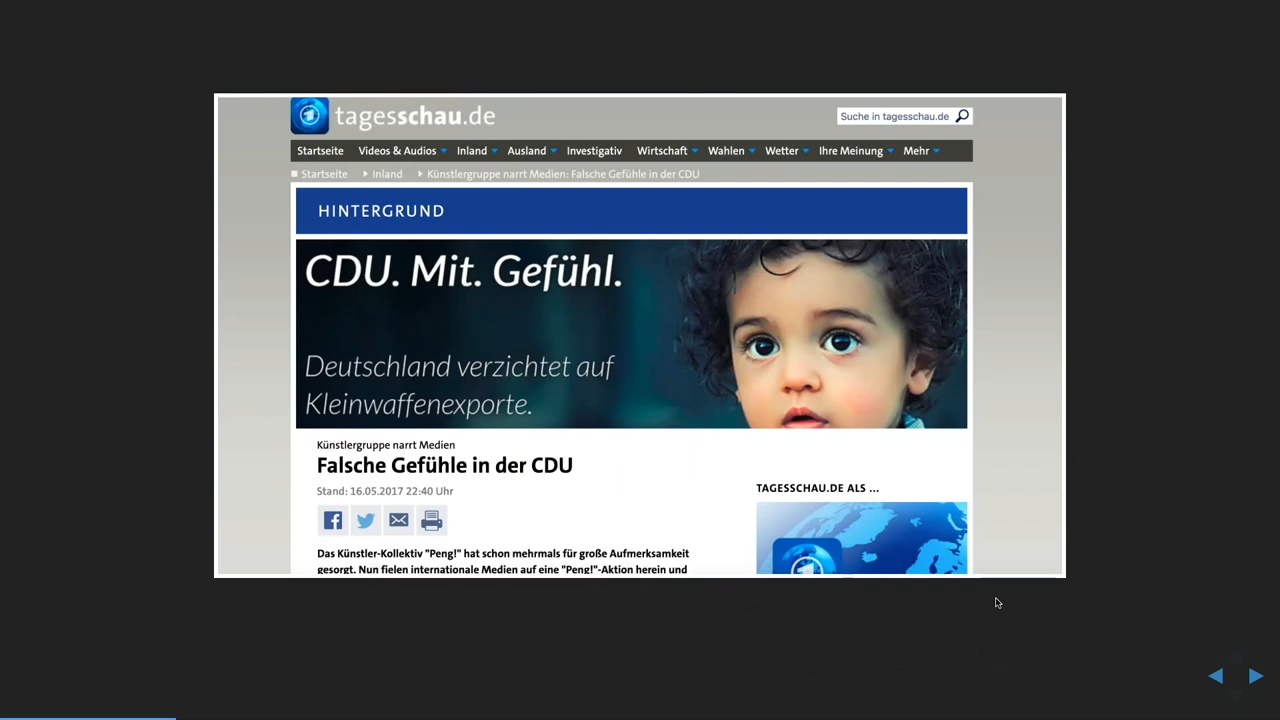 tagesschau.de
Suche in tagesschau.de
Startseite Videos & Audios Inland Ausland Investigativ Wirtschaft Wahlen Wetter Ihre Meinung Mehr
Startseite Inland Künstlergruppe narrt Medien: Falsche Gefühle in der CDU
HINTERGRUND
CDU. Mit. Gefühl.
Deutschland verzichtet auf
Kleinwaffenexporte.
Künstlergruppe narrt Medien
Falsche Gefühle in der CDU
Stand: 16.05.2017 22:40 Uhr
TAGESSCHAU.DE ALS ...
Das Künstler-Kollektiv "Peng!" hat schon mehrmals für große Aufmerksamkeit
gesorgt. Nun fielen internationale Medien auf eine "Peng!"-Aktion herein und